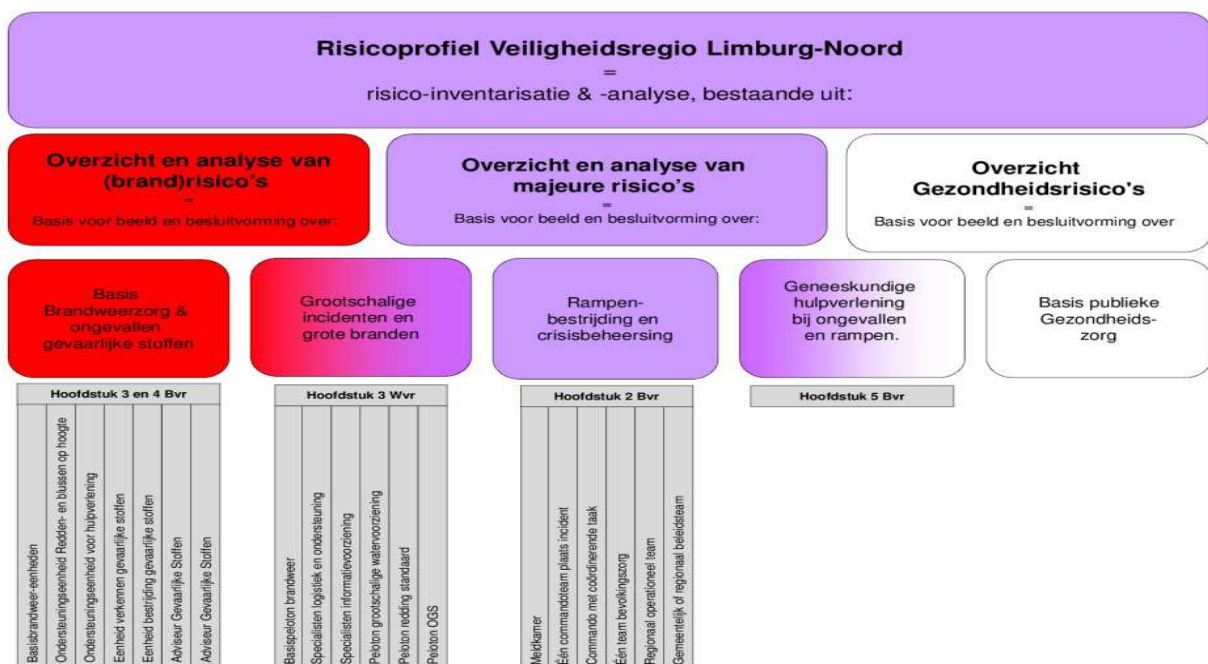 Risicoprofiel Veiligheidsregio Limburg-Noord
=
risico-inventarisatie & -analyse, bestaande uit:
Overzicht en analyse van
(brand)risico's
=
Basis voor beeld en besluitvorming over:
Overzicht en analyse van
majeure risico's
=
Basis voor beeld en besluitvorming over:
Overzicht
Gezondheidsrisico's
=
Basis voor beeld en besluitvorming over
Basis
Brandweerzorg &
ongevallen
gevaarlijke stoffen
Grootschalige
incidenten en
grote branden
Rampen-
bestrijding en
crisisbeheersing
Geneeskundige
hulpverlening
bij ongevallen
en rampen.
Basis publieke
Gezondheids-
zorg
Hoofdstuk 3 en 4 Bvr
Basisbrandweer-eenheden
Ondersteuningseenheid Redden- en blussen op hoogte
Ondersteuningseenheid voor hulpverlening
Eenheid verkennen gevaarlijke stoffen
Eenheid bestrijding gevaarlijke stoffen
Adviseur Gevaarlijke Stoffen
Adviseur Gevaarlijke Stoffen
Hoofdstuk 3 Wvr
Basispeloton brandweer
Specialisten logistiek en ondersteuning
Specialisten informatievoorziening
Peloton grootschalige watervoorziening
Peloton redding standaard
Peloton OGS
Hoofdstuk 2 Bvr
Meldkamer
Één commandoteam plaats incident
Commando met coördinerende taak
Één team bevolkingszorg
Regionaal operationeel team
Gemeentelijk of regionaal beleidsteam
Hoofdstuk 5 Bvr